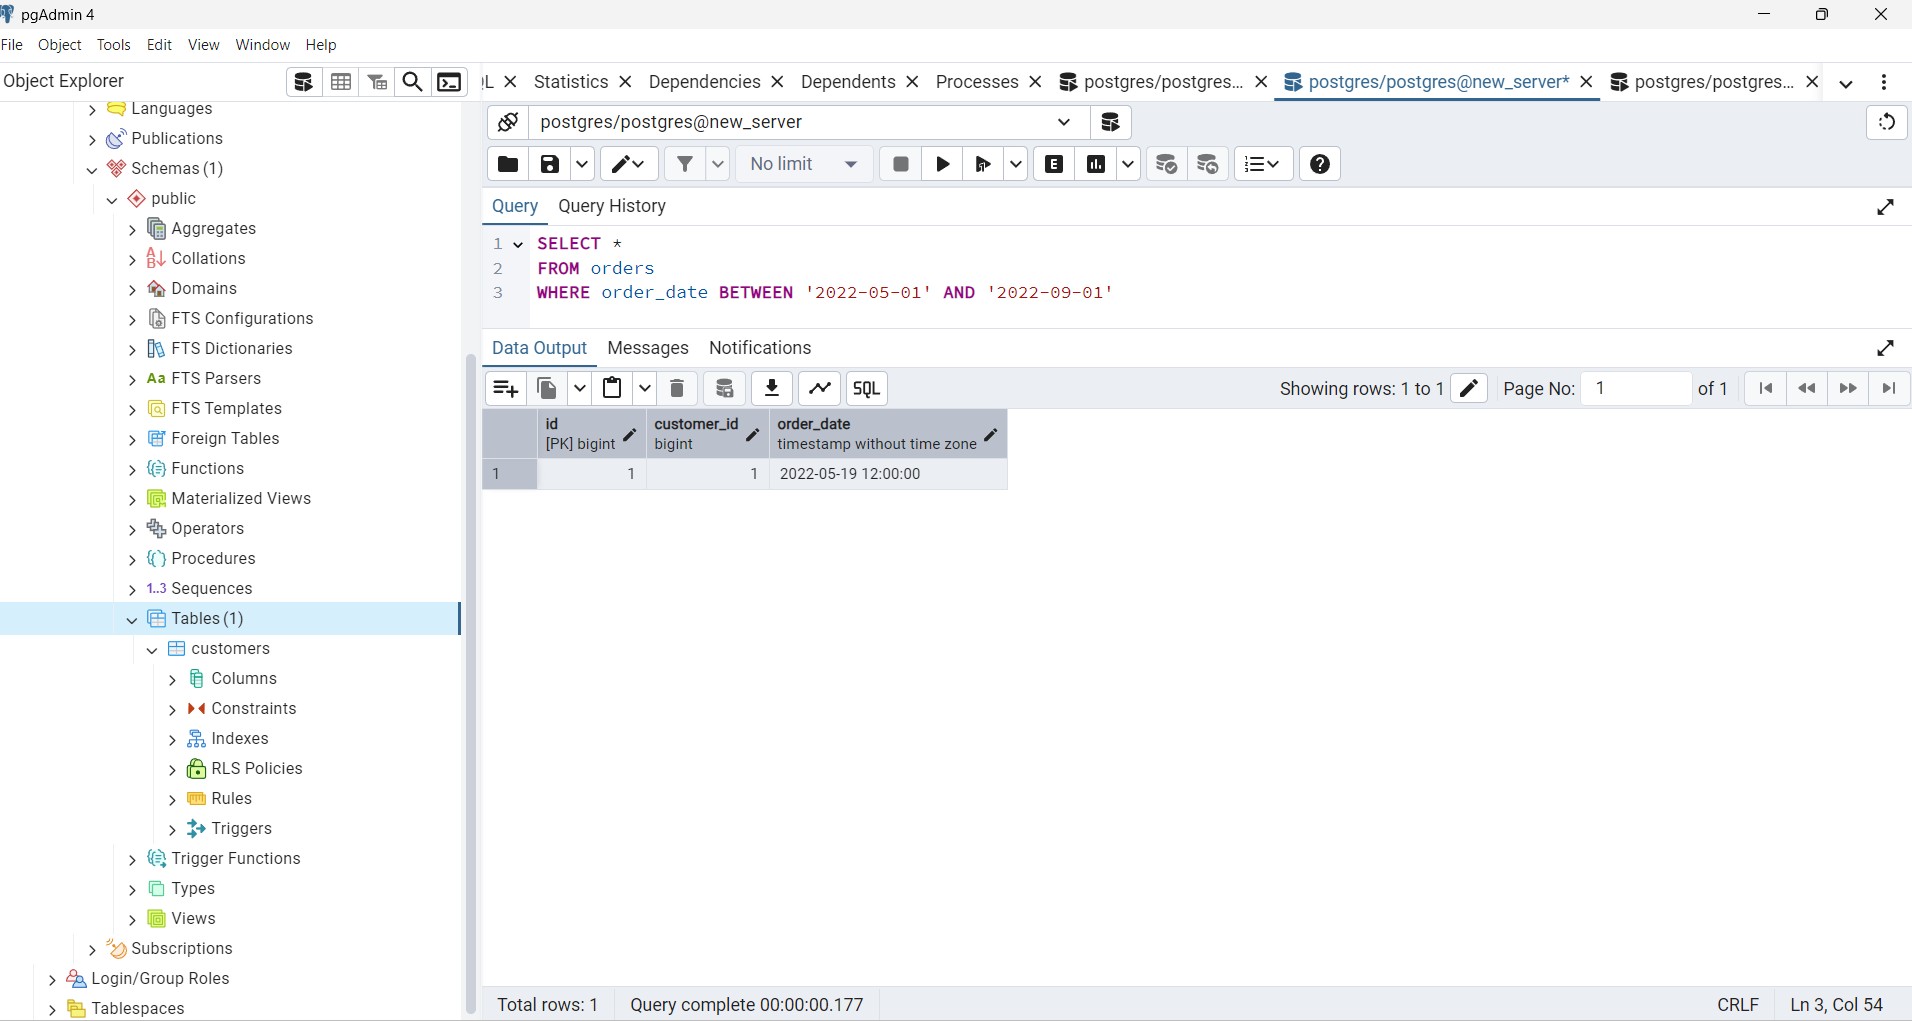 pgAdmin 4
File Object Tools Edit View Window Help
Object Explorer
Languages
Publications
Schemas (1)
public
Aggregates
Collations
Domains
FTS Configurations
FTS Dictionaries
Aa FTS Parsers
FTS Templates
Foreign Tables
Functions
Materialized Views
Operators
Procedures
1..3 Sequences
Tables (1)
customers
Columns
Constraints
Indexes
RLS Policies
Rules
Triggers
Trigger Functions
Types
Views
Subscriptions
Login/Group Roles
Tablespaces
L Statistics Dependencies Dependents Processes postgres/postgres... postgres/postgres@new_server* postgres/postgres...
postgres/postgres@new_server
No limit E
Query Query History
1 SELECT *
2 FROM orders
3 WHERE order_date BETWEEN '2022-05-01' AND '2022-09-01'
Data Output Messages Notifications
SQL Showing rows: 1 to 1 Page No: 1 of 1
id customer_id order_date
[PK] bigint bigint timestamp without time zone
1 1 1 2022-05-19 12:00:00
Total rows: 1 Query complete 00:00:00.177 CRLF Ln 3, Col 54